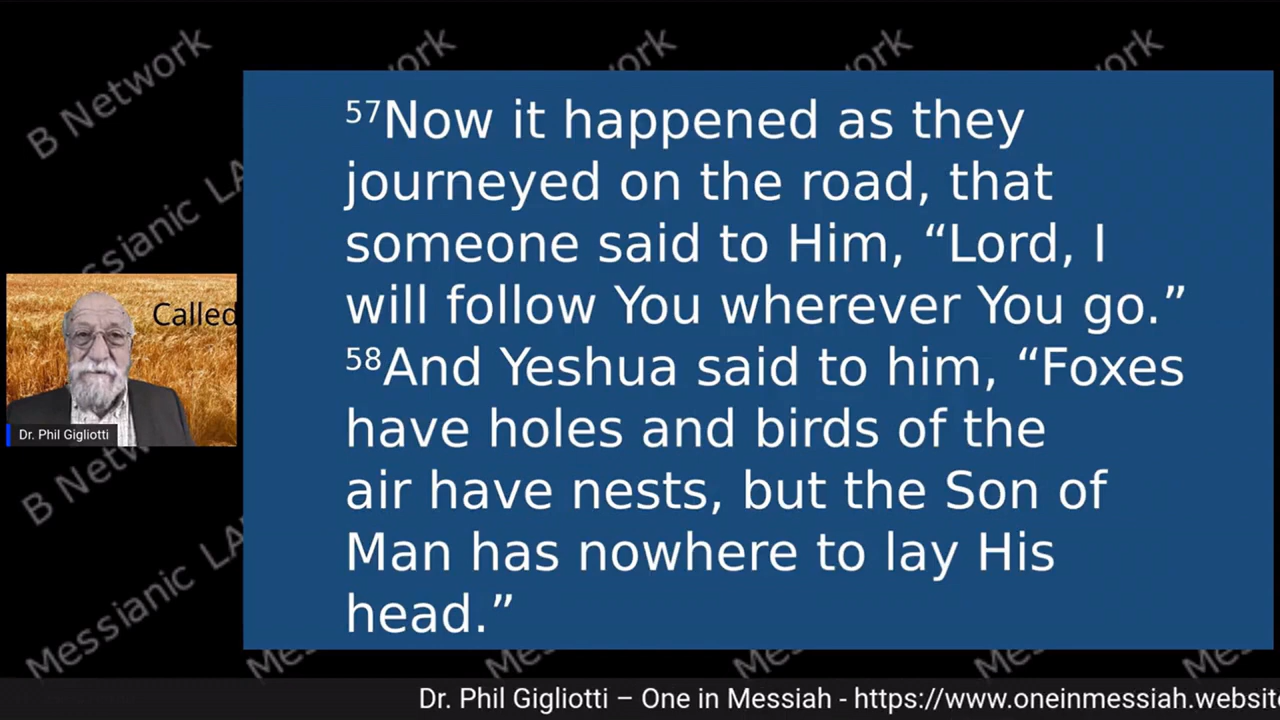 57Now it happened as they
journeyed on the road, that
someone said to Him, “Lord, I
will follow You wherever You go.”
58And Yeshua said to him, “Foxes
have holes and birds of the
air have nests, but the Son of
Man has nowhere to lay His
head.”
Called
Dr. Phil Gigliotti
B Network
Messianic
Dr. Phil Gigliotti – One in Messiah - https://www.oneinmessiah.website